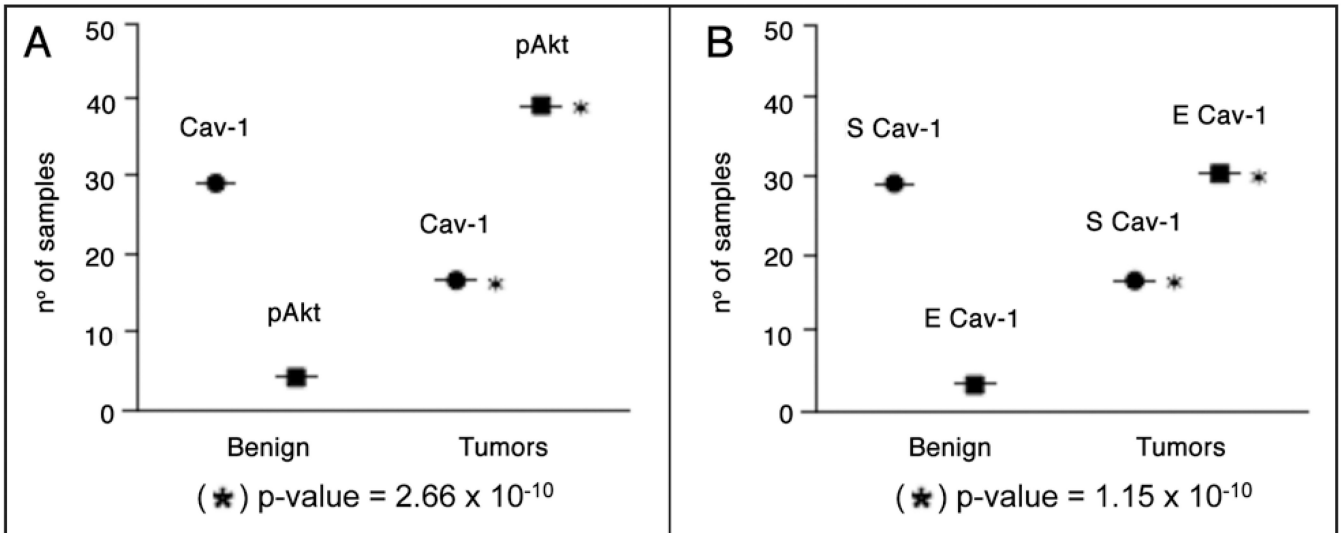 A
50
40
30
20
10
0
nº of samples
Cav-1
pAkt
Cav-1
pAkt
*
*
Benign
Tumors
(*) p-value = 2.66 x 10⁻¹⁰
B
50
40
30
20
10
0
nº of samples
S Cav-1
E Cav-1
S Cav-1
E Cav-1
*
*
Benign
Tumors
(*) p-value = 1.15 x 10⁻¹⁰